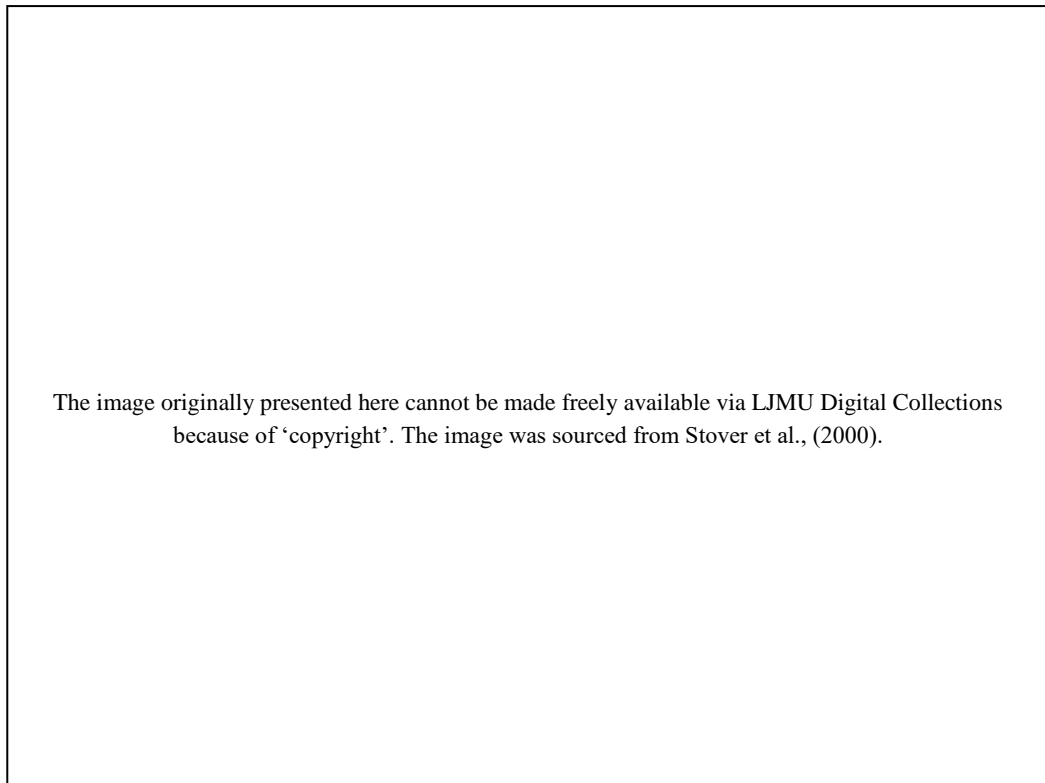 The image originally presented here cannot be made freely available via LJMU Digital Collections
because of ‘copyright’. The image was sourced from Stover et al., (2000).